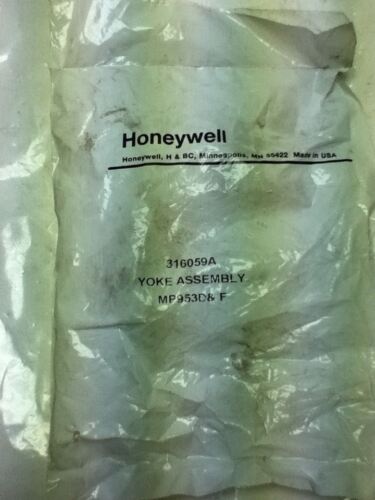 Honeywell
Honeywell, H & BC, Minneapolis, MN 55422 Made in USA
316059A
YOKE ASSEMBLY
MP953D& F